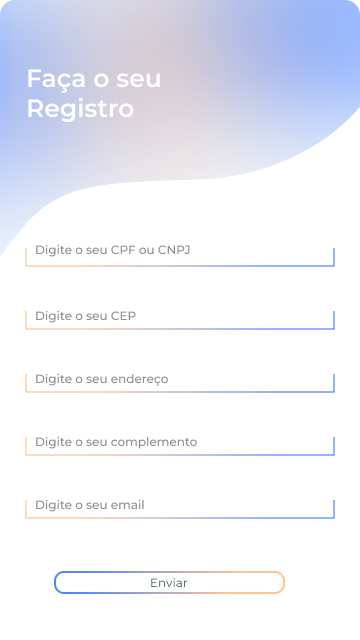 Faça o seu
Registro
Digite o seu CPF ou CNPJ
Digite o seu CEP
Digite o seu endereço
Digite o seu complemento
Digite o seu email
Enviar